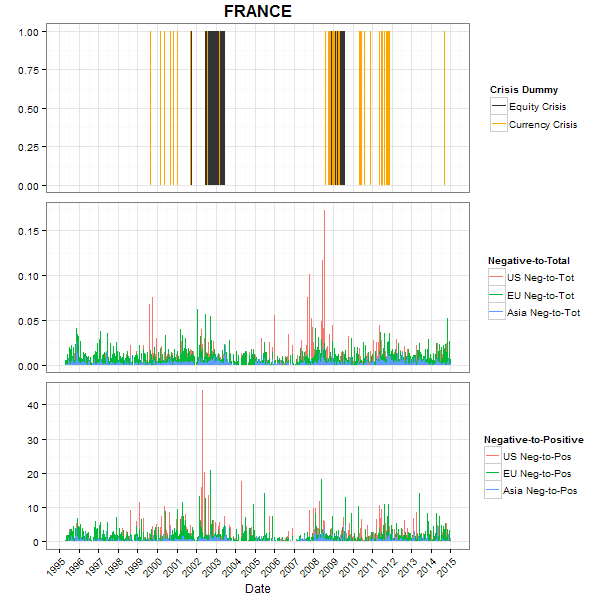 FRANCE
1.00
0.75
0.50
0.25
0.00
Crisis Dummy
Equity Crisis
Currency Crisis
0.15
0.10
0.05
0.00
Negative-to-Total
US Neg-to-Tot
EU Neg-to-Tot
Asia Neg-to-Tot
40
30
20
10
0
Negative-to-Positive
US Neg-to-Pos
EU Neg-to-Pos
Asia Neg-to-Pos
1995 1996 1997 1998 1999 2000 2001 2002 2003 2004 2005 2006 2007 2008 2009 2010 2011 2012 2013 2014 2015
Date